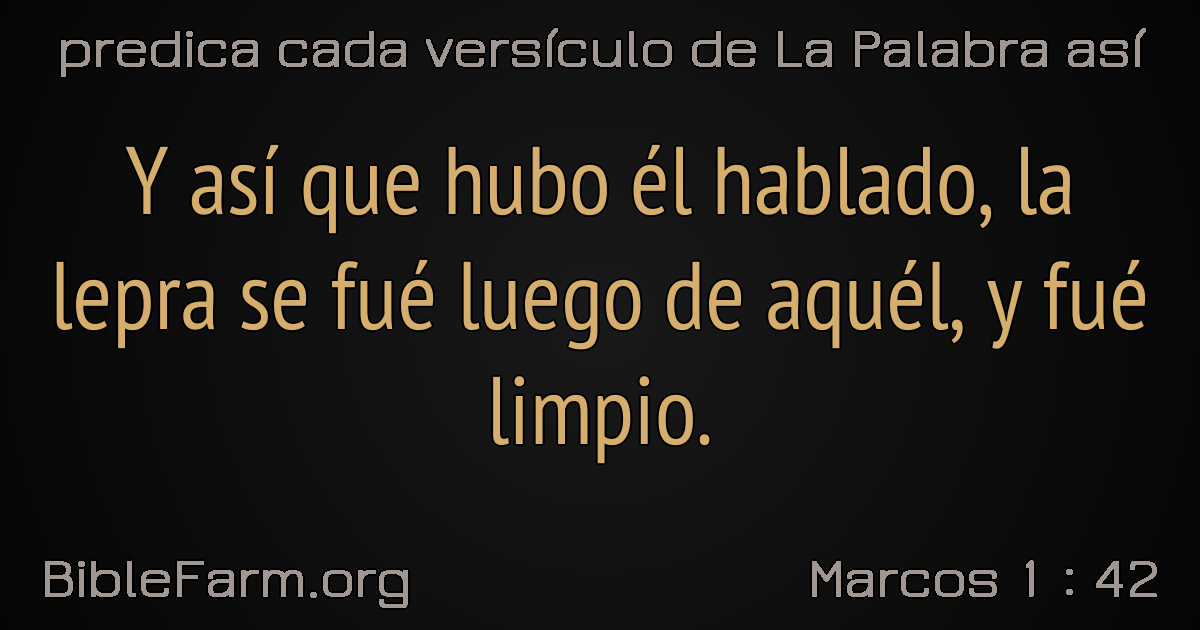 predica cada versículo de La Palabra así
Y así que hubo él hablado, la
lepra se fué luego de aquél, y fué
limpio.
BibleFarm.org
Marcos 1 : 42